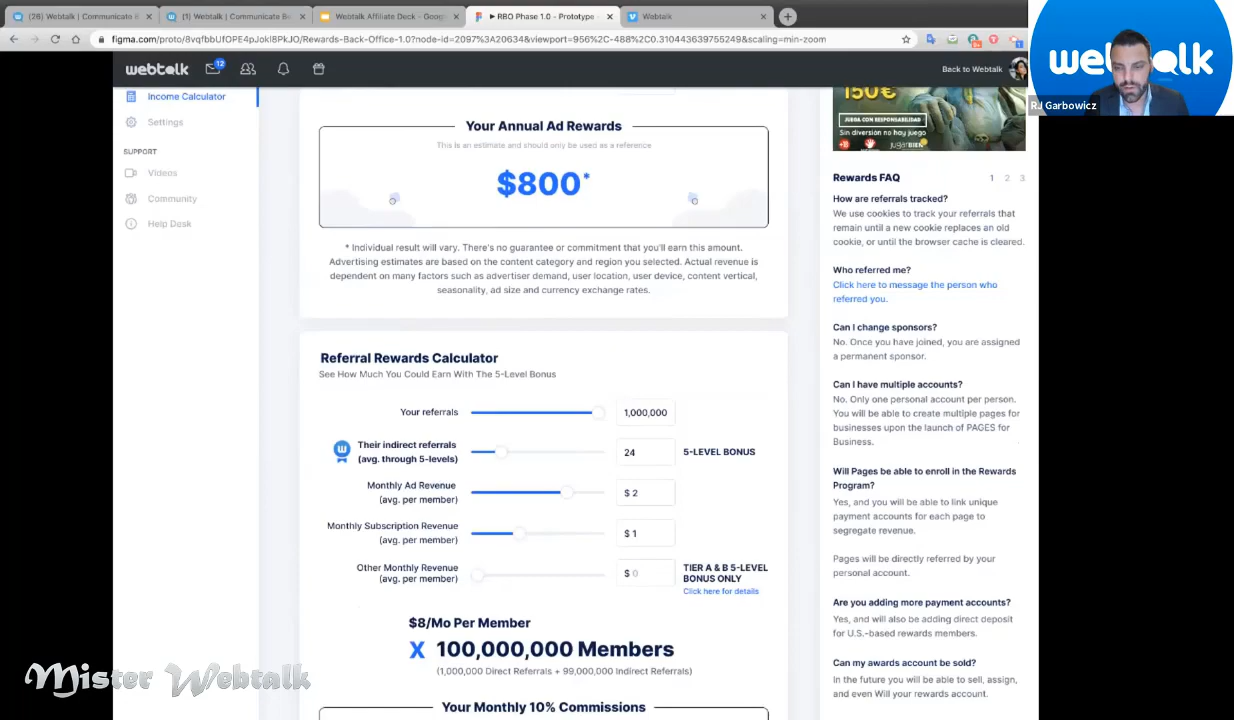 (26) Webtalk | Communicate B
(1) Webtalk | Communicate Be
Webtalk Affiliate Deck - Goog
RBO Phase 1.0 - Prototype -
Webtalk
figma.com/proto/8vqfbbUfOPE4pJokI8PkJO/Rewards-Back-Office-1.0?node-id=2097%3A20634&viewport=956%2C-488%2C0.310443639755249&scaling=min-zoom
webtalk
12
Back to Webtalk
webtalk
RJ Garbowicz
Income Calculator
Settings
SUPPORT
Videos
Community
Help Desk
Your Annual Ad Rewards
This is an estimate and should only be used as a reference
$800*
* Individual result will vary. There's no guarantee or commitment that you'll earn this amount.
Advertising estimates are based on the content category and region you selected. Actual revenue is
dependent on many factors such as advertiser demand, user location, user device, content vertical,
seasonality, ad size and currency exchange rates.
Referral Rewards Calculator
See How Much You Could Earn With The 5-Level Bonus
Your referrals
1,000,000
Their indirect referrals
(avg. through 5-levels)
24
5-LEVEL BONUS
Monthly Ad Revenue
(avg. per member)
$ 2
Monthly Subscription Revenue
(avg. per member)
$ 1
Other Monthly Revenue
(avg. per member)
$ 0
TIER A & B 5-LEVEL
BONUS ONLY
Click here for details
$8/Mo Per Member
X 100,000,000 Members
(1,000,000 Direct Referrals + 99,000,000 Indirect Referrals)
Your Monthly 10% Commissions
150€
JUEGA CON RESPONSABILIDAD
Sin diversión no hay juego
+18
jugarBIEN
Rewards FAQ
1 2 3
How are referrals tracked?
We use cookies to track your referrals that
remain until a new cookie replaces an old
cookie, or until the browser cache is cleared.
Who referred me?
Click here to message the person who
referred you.
Can I change sponsors?
No. Once you have joined, you are assigned
a permanent sponsor.
Can I have multiple accounts?
No. Only one personal account per person.
You will be able to create multiple pages for
businesses upon the launch of PAGES for
Business.
Will Pages be able to enroll in the Rewards
Program?
Yes, and you will be able to link unique
payment accounts for each page to
segregate revenue.
Pages will be directly referred by your
personal account.
Are you adding more payment accounts?
Yes, and will also be adding direct deposit
for U.S.-based rewards members.
Can my awards account be sold?
In the future you will be able to sell, assign,
and even Will your rewards account.
Mister Webtalk